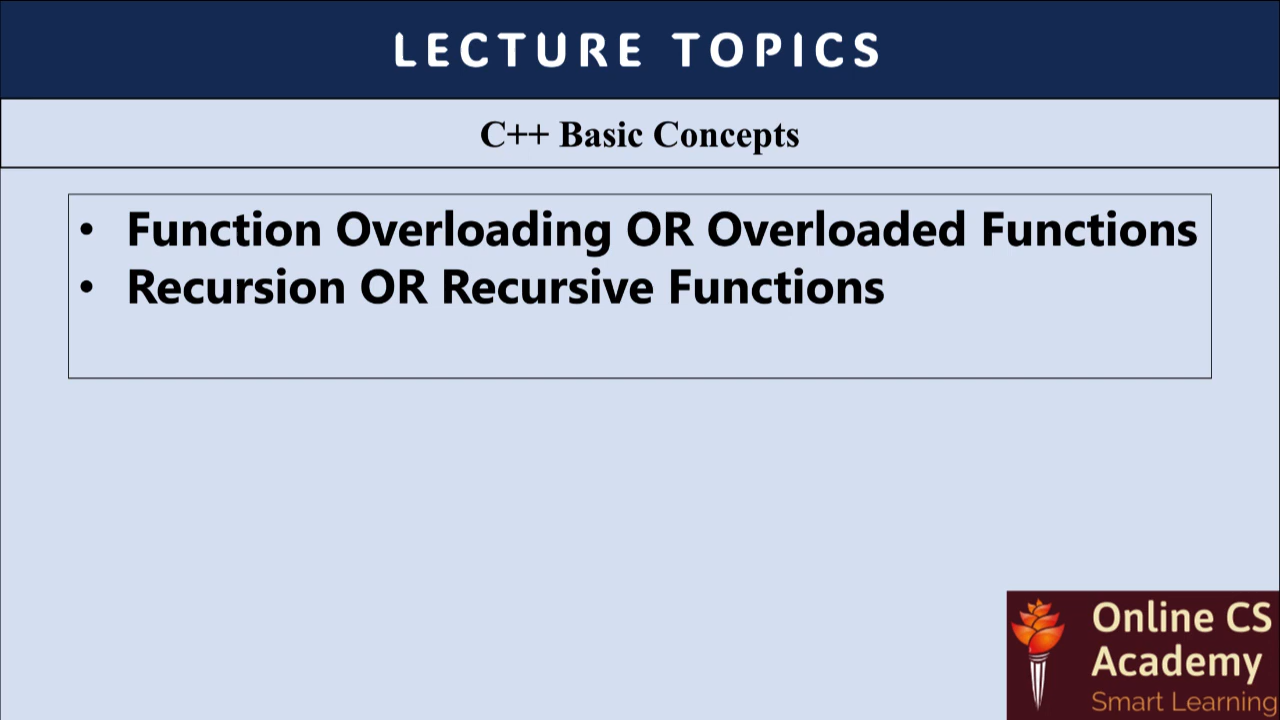 LECTURE TOPICS
C++ Basic Concepts
• Function Overloading OR Overloaded Functions
• Recursion OR Recursive Functions
Online CS
Academy
Smart Learning